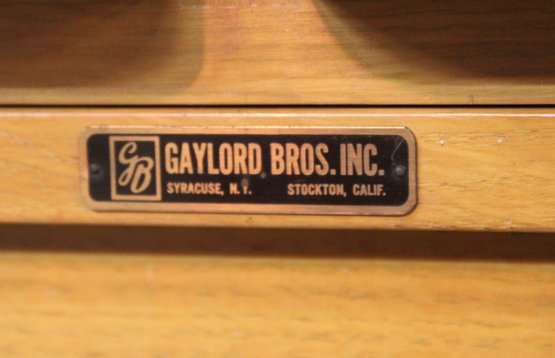 GB
GAYLORD BROS. INC.
SYRACUSE, N.Y. STOCKTON, CALIF.